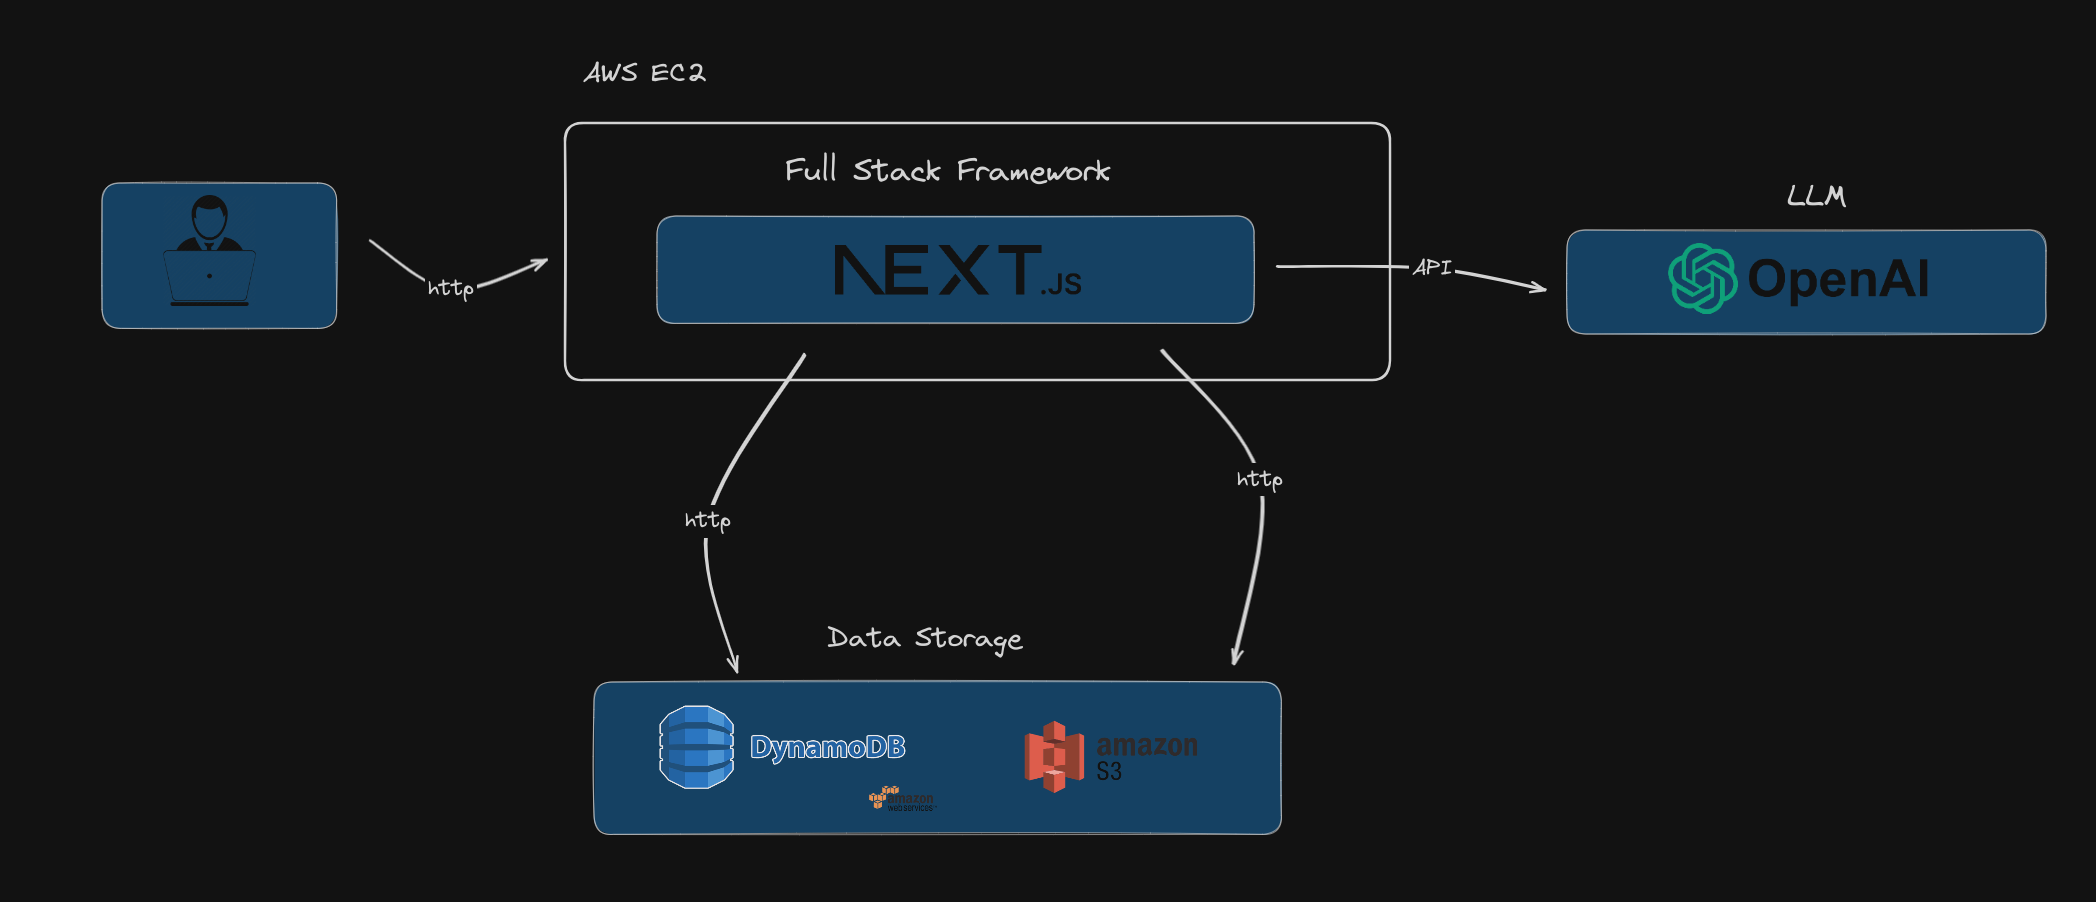 AWS EC2
Full Stack Framework
NEXT.JS
http
API
LLM
OpenAI
http
http
Data Storage
DynamoDB
amazon
S3
amazon
web services™